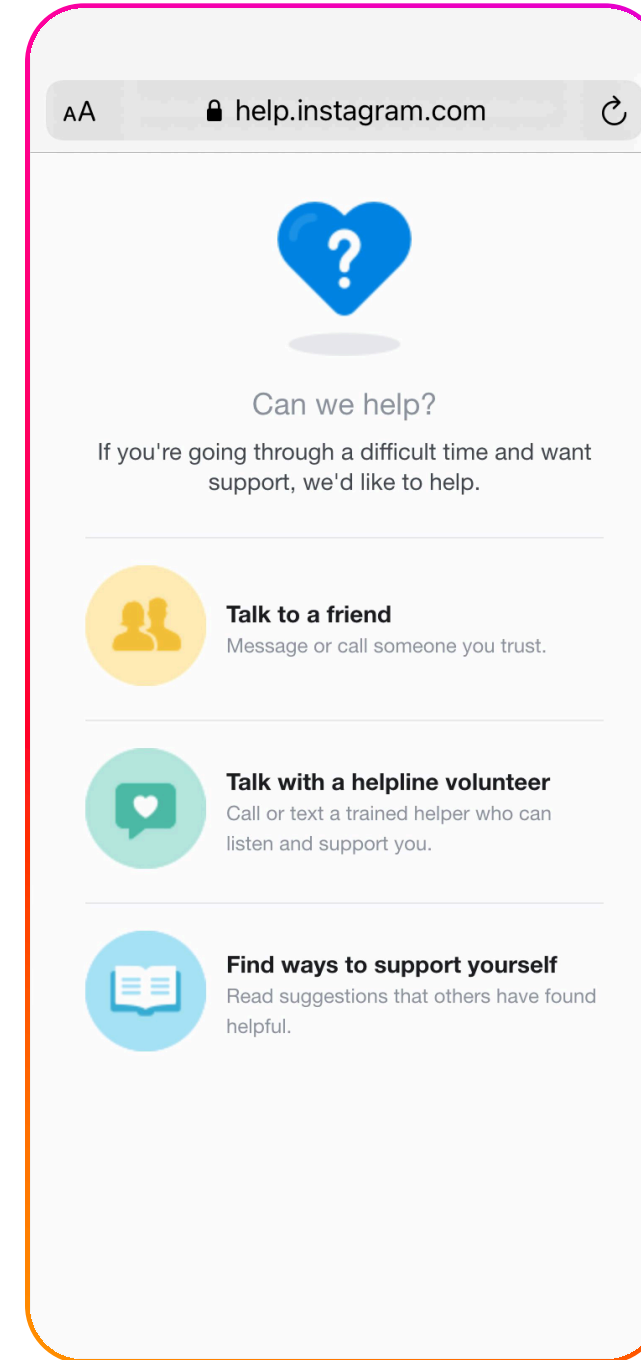 AA help.instagram.com
?
Can we help?
If you're going through a difficult time and want
support, we'd like to help.
Talk to a friend
Message or call someone you trust.
Talk with a helpline volunteer
Call or text a trained helper who can
listen and support you.
Find ways to support yourself
Read suggestions that others have found
helpful.